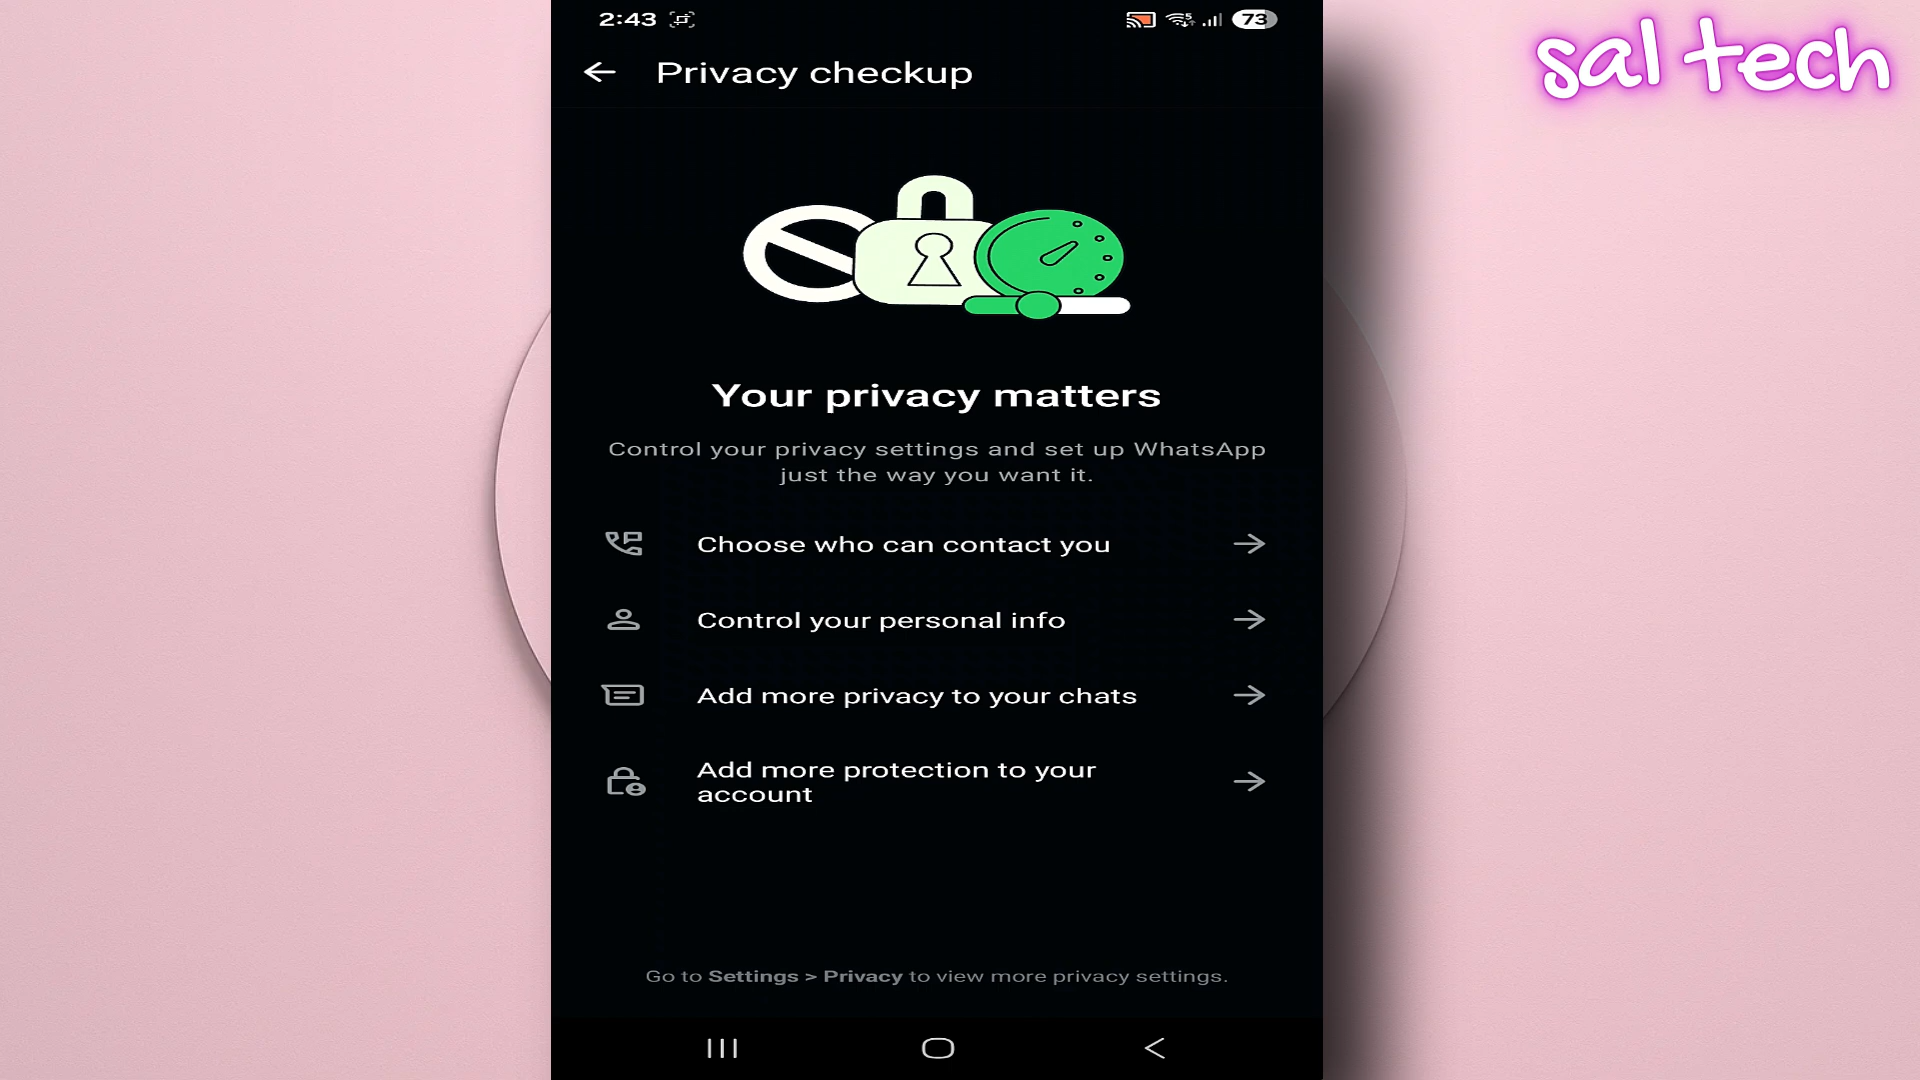 2:43
73
sal tech
Privacy checkup
Your privacy matters
Control your privacy settings and set up WhatsApp
just the way you want it.
Choose who can contact you
Control your personal info
Add more privacy to your chats
Add more protection to your
account
Go to Settings > Privacy to view more privacy settings.